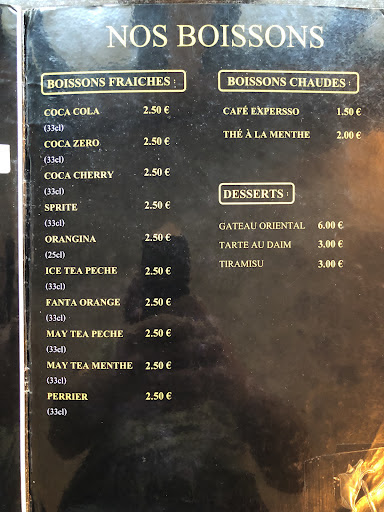 NOS BOISSONS
BOISSONS FRAICHES :
COCA COLA 2.50 €
(33cl)
COCA ZERO 2.50 €
(33cl)
COCA CHERRY 2.50 €
(33cl)
SPRITE 2.50 €
(33cl)
ORANGINA 2.50 €
(25cl)
ICE TEA PECHE 2.50 €
(33cl)
FANTA ORANGE 2.50 €
(33cl)
MAY TEA PECHE 2.50 €
(33cl)
MAY TEA MENTHE 2.50 €
(33cl)
PERRIER 2.50 €
(33cl)
BOISSONS CHAUDES :
CAFÉ EXPERSSO 1.50 €
THÉ À LA MENTHE 2.00 €
DESSERTS :
GATEAU ORIENTAL 6.00 €
TARTE AU DAIM 3.00 €
TIRAMISU 3.00 €